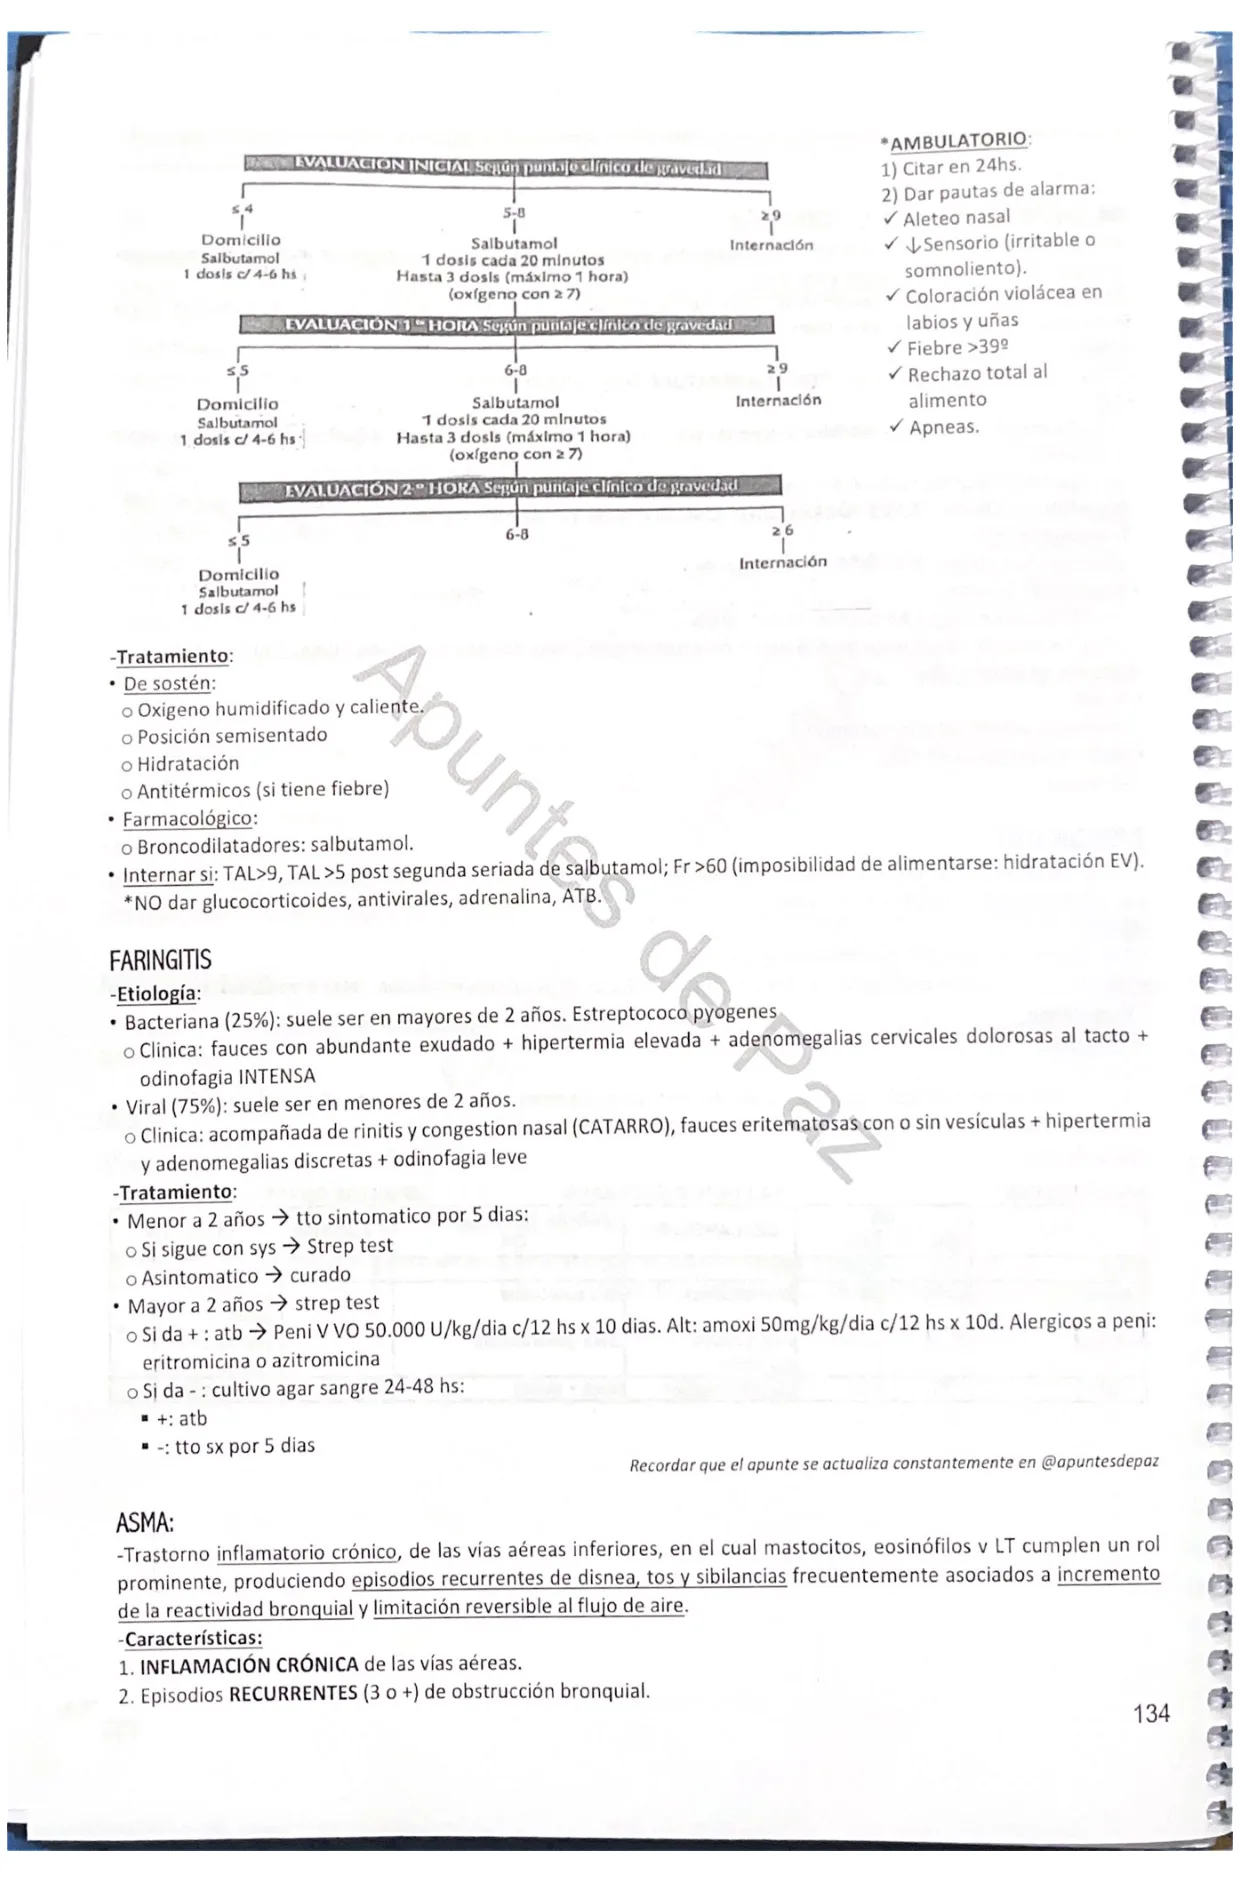 EVALUACIÓN INICIAL Según puntaje clínico de gravedad
≤ 4
5-8
≥ 9
Domicilio
Salbutamol
1 dosis c/ 4-6 hs
Salbutamol
1 dosis cada 20 minutos
Hasta 3 dosis (máximo 1 hora)
(oxígeno con ≥ 7)
Internación
EVALUACIÓN 1ª HORA Según puntaje clínico de gravedad
≤ 5
6-8
≥ 9
Domicilio
Salbutamol
1 dosis c/ 4-6 hs
Salbutamol
1 dosis cada 20 minutos
Hasta 3 dosis (máximo 1 hora)
(oxígeno con ≥ 7)
Internación
EVALUACIÓN 2ª HORA Según puntaje clínico de gravedad
≤ 5
6-8
≥ 6
Domicilio
Salbutamol
1 dosis c/ 4-6 hs
Internación
*AMBULATORIO:
1) Citar en 24hs.
2) Dar pautas de alarma:
✓ Aleteo nasal
✓ ↓Sensorio (irritable o
somnoliento).
✓ Coloración violácea en
labios y uñas
✓ Fiebre >39º
✓ Rechazo total al
alimento
✓ Apneas.
-Tratamiento:
• De sostén:
o Oxigeno humidificado y caliente.
o Posición semisentado
o Hidratación
o Antitérmicos (si tiene fiebre)
• Farmacológico:
o Broncodilatadores: salbutamol.
• Internar si: TAL>9, TAL >5 post segunda seriada de salbutamol; Fr >60 (imposibilidad de alimentarse: hidratación EV).
*NO dar glucocorticoides, antivirales, adrenalina, ATB.
FARINGITIS
-Etiología:
• Bacteriana (25%): suele ser en mayores de 2 años. Estreptococo pyogenes
o Clinica: fauces con abundante exudado + hipertermia elevada + adenomegalias cervicales dolorosas al tacto +
odinofagia INTENSA
• Viral (75%): suele ser en menores de 2 años.
o Clinica: acompañada de rinitis y congestion nasal (CATARRO), fauces eritematosas con o sin vesículas + hipertermia
y adenomegalias discretas + odinofagia leve
-Tratamiento:
• Menor a 2 años → tto sintomatico por 5 dias:
o Si sigue con sys → Strep test
o Asintomatico → curado
• Mayor a 2 años → strep test
o Si da + : atb → Peni V VO 50.000 U/kg/dia c/12 hs x 10 dias. Alt: amoxi 50mg/kg/dia c/12 hs x 10d. Alergicos a peni:
eritromicina o azitromicina
o Si da - : cultivo agar sangre 24-48 hs:
▪ +: atb
▪ -: tto sx por 5 dias
Recordar que el apunte se actualiza constantemente en @apuntesdepaz
ASMA:
-Trastorno inflamatorio crónico, de las vías aéreas inferiores, en el cual mastocitos, eosinófilos v LT cumplen un rol
prominente, produciendo episodios recurrentes de disnea, tos y sibilancias frecuentemente asociados a incremento
de la reactividad bronquial y limitación reversible al flujo de aire.
-Características:
1. INFLAMACIÓN CRÓNICA de las vías aéreas.
2. Episodios RECURRENTES (3 o +) de obstrucción bronquial.
134
Apuntes de Paz